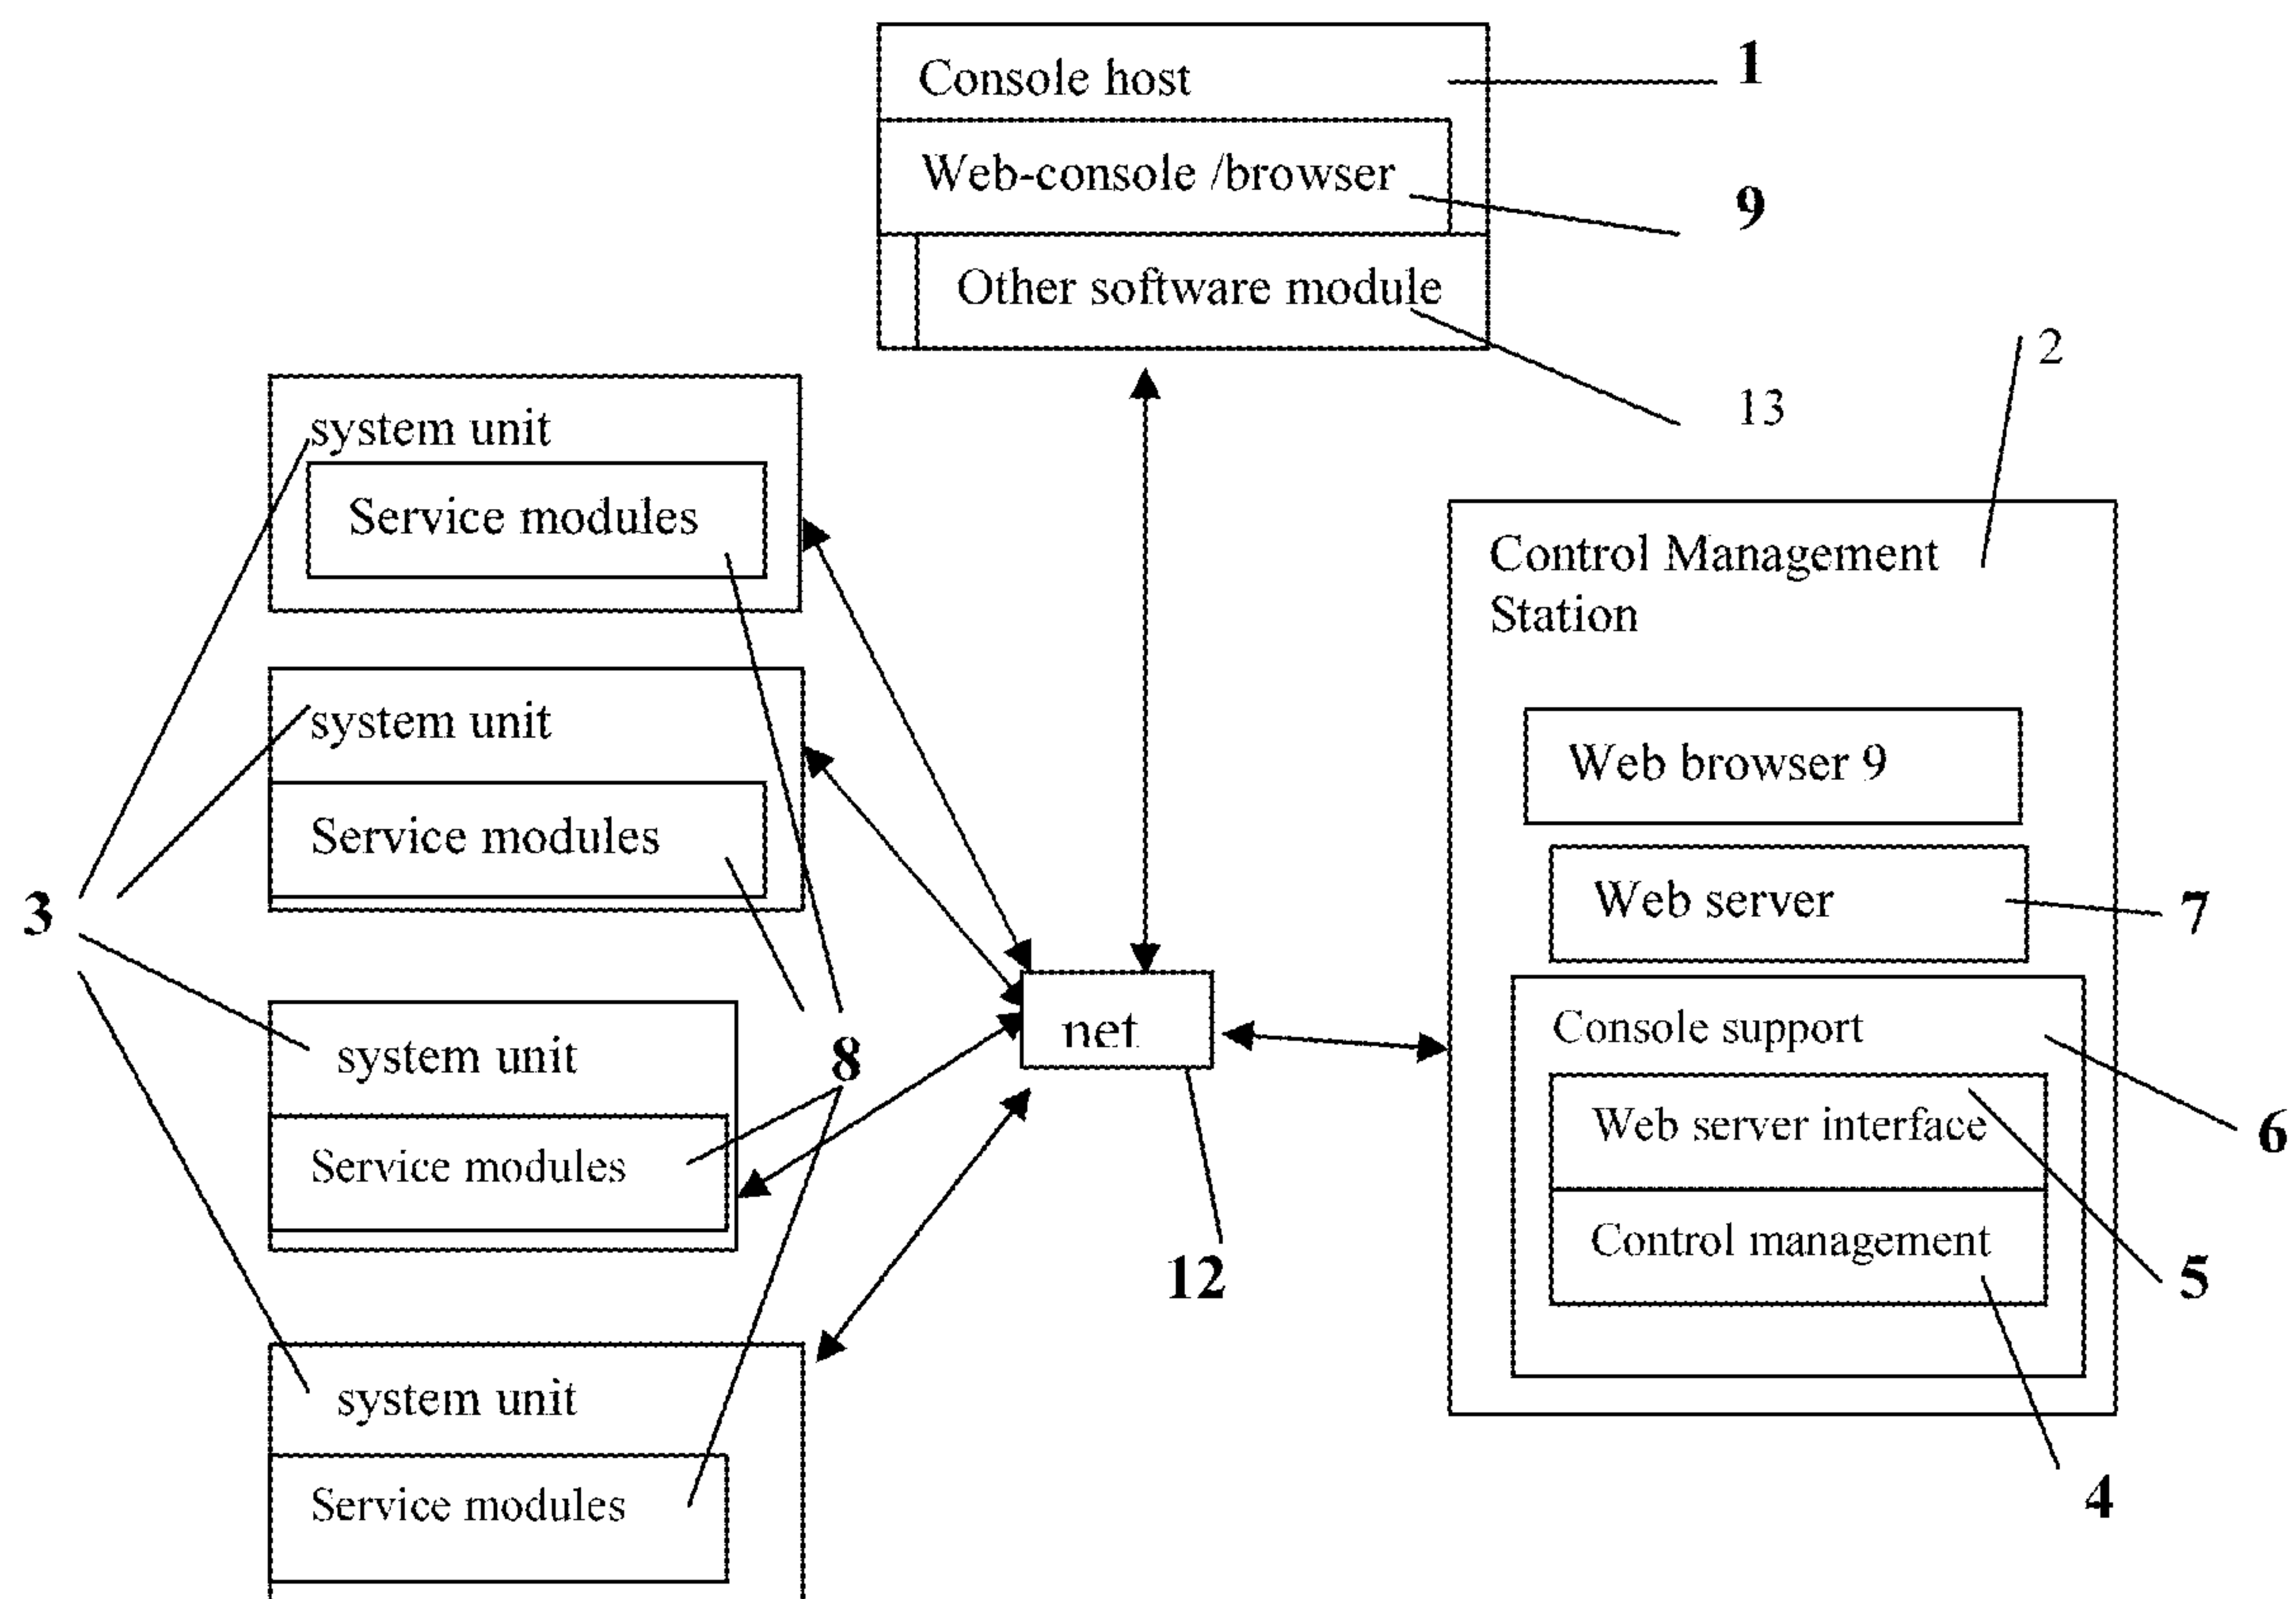 Console host
1
Web-console /browser
9
Other software module
13
2
system unit
Service modules
system unit
Service modules
3
system unit
Service modules
8
system unit
Service modules
net
12
Control Management
Station
Web browser 9
Web server
7
Console support
6
Web server interface
5
Control management
4